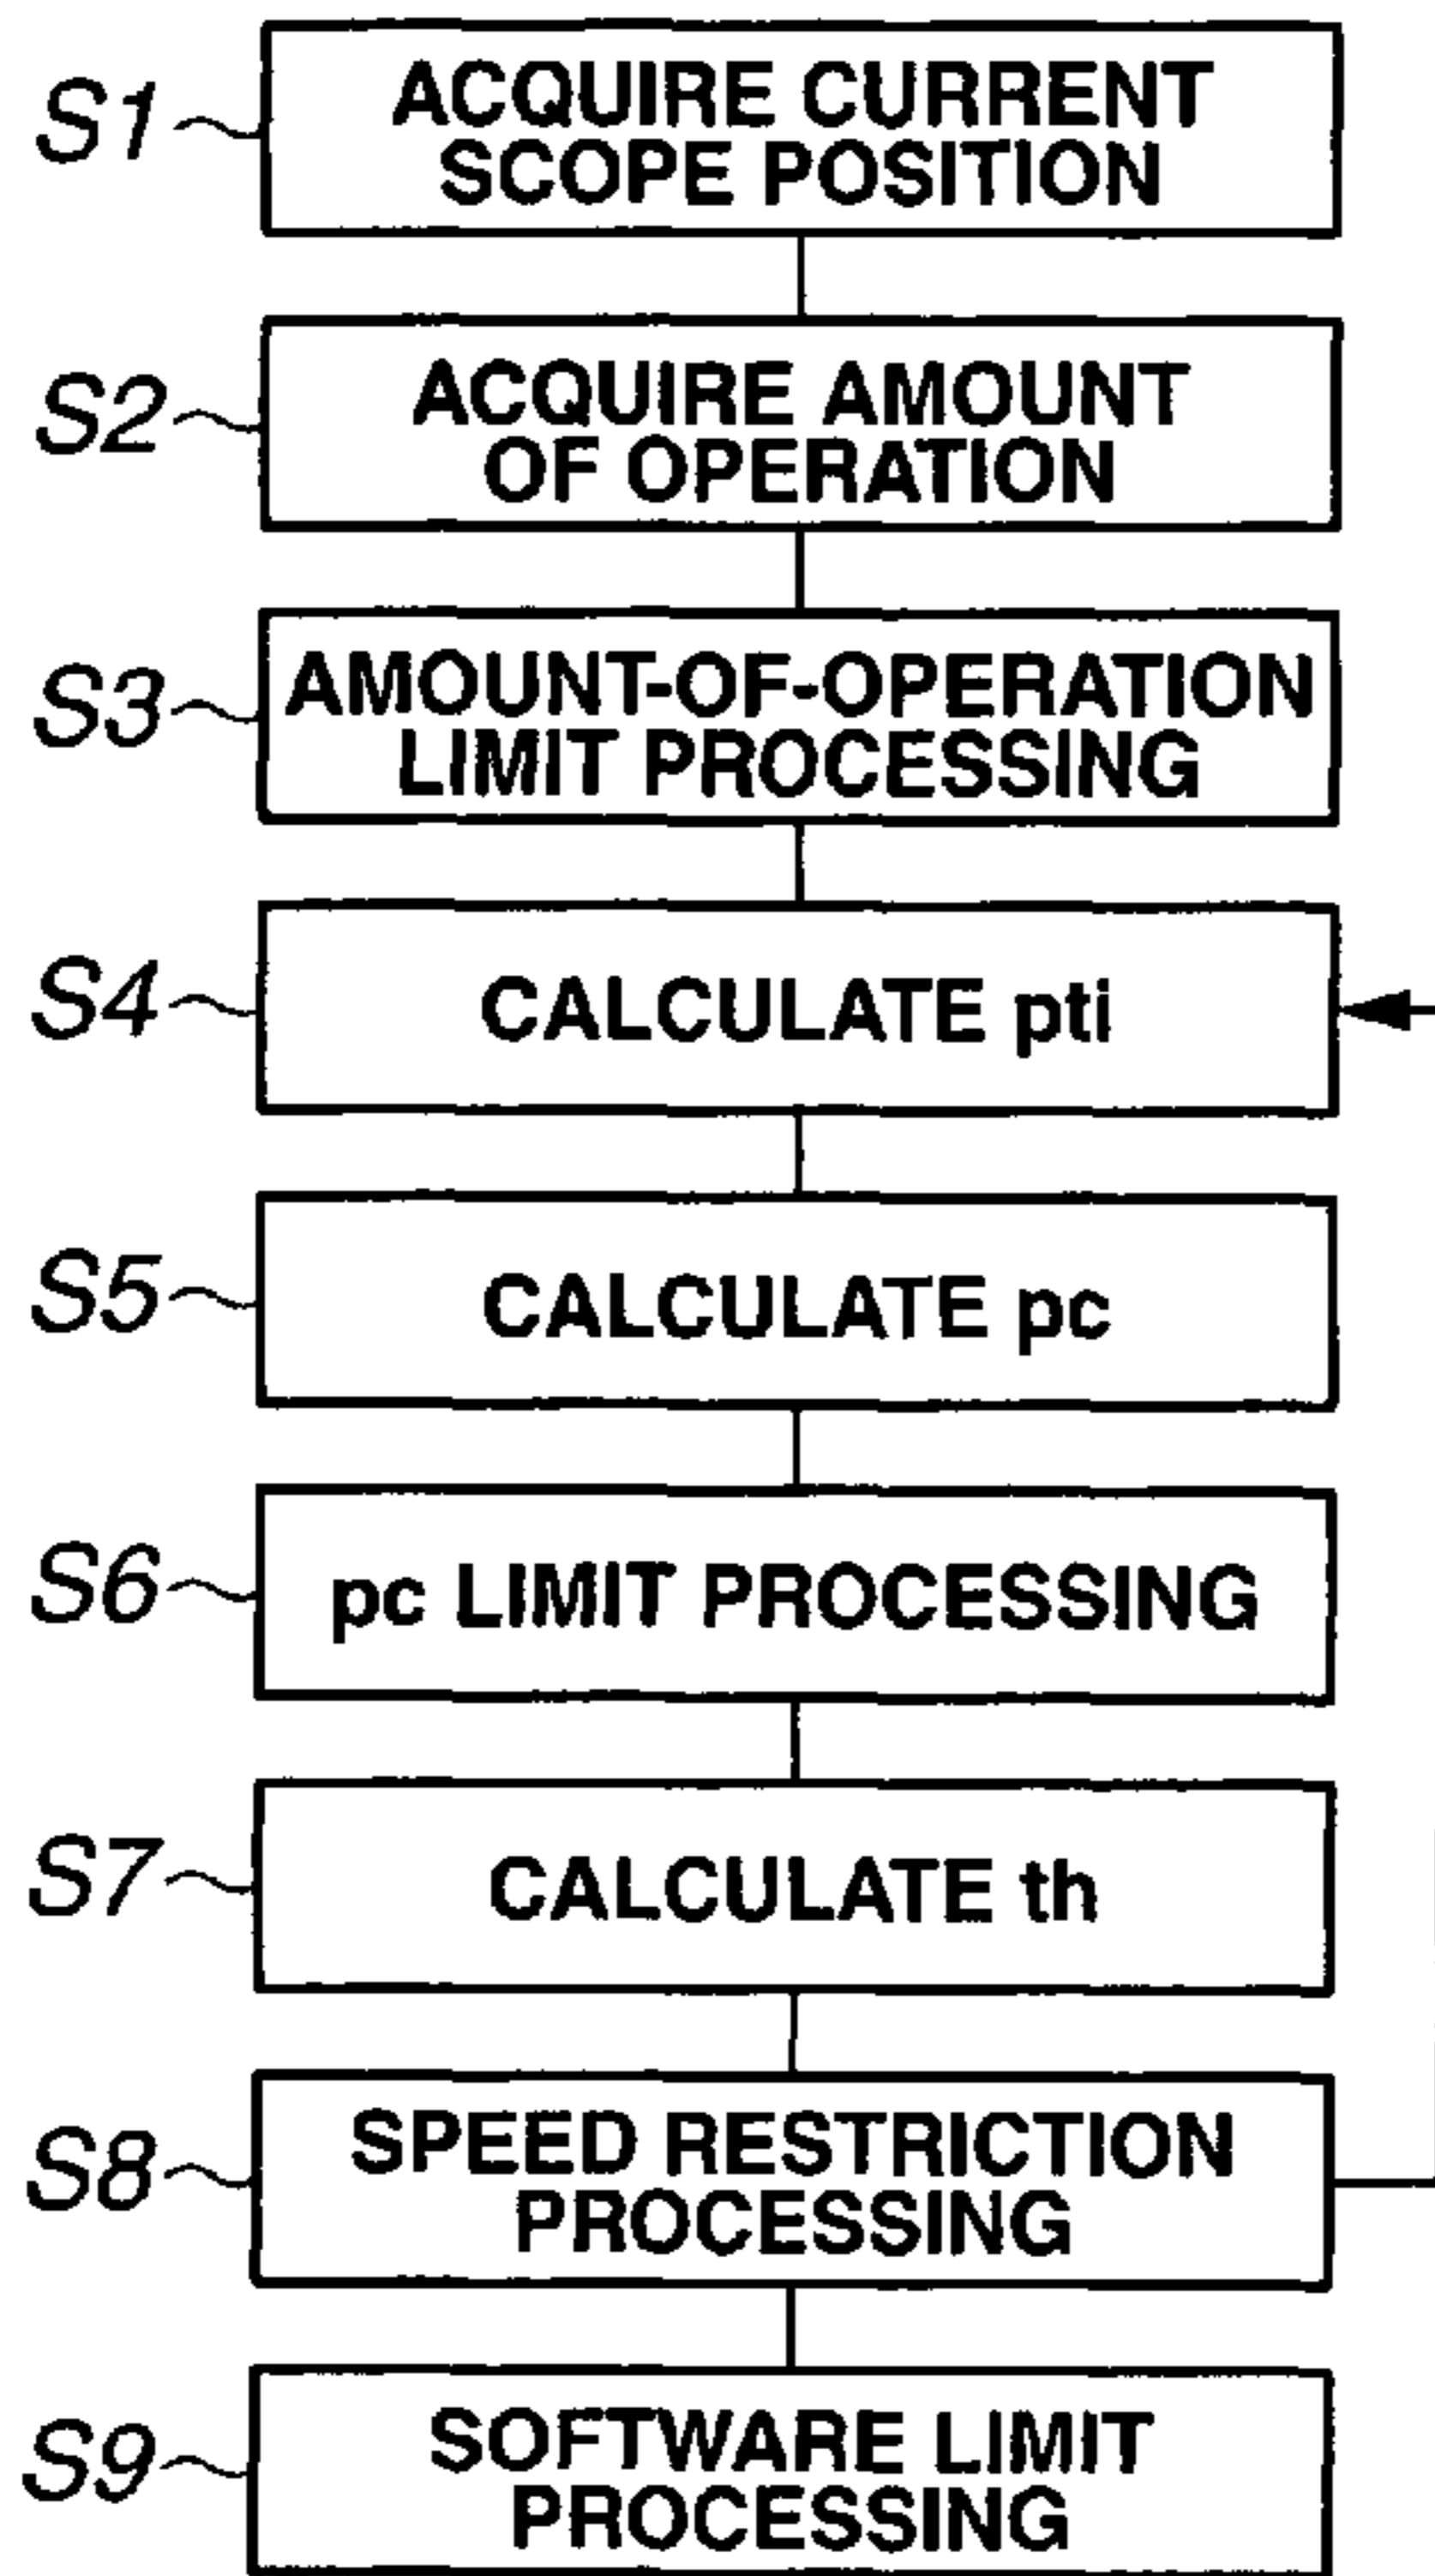 S1
ACQUIRE CURRENT
SCOPE POSITION
S2
ACQUIRE AMOUNT
OF OPERATION
S3
AMOUNT-OF-OPERATION
LIMIT PROCESSING
S4
CALCULATE pti
S5
CALCULATE pc
S6
pc LIMIT PROCESSING
S7
CALCULATE th
S8
SPEED RESTRICTION
PROCESSING
S9
SOFTWARE LIMIT
PROCESSING